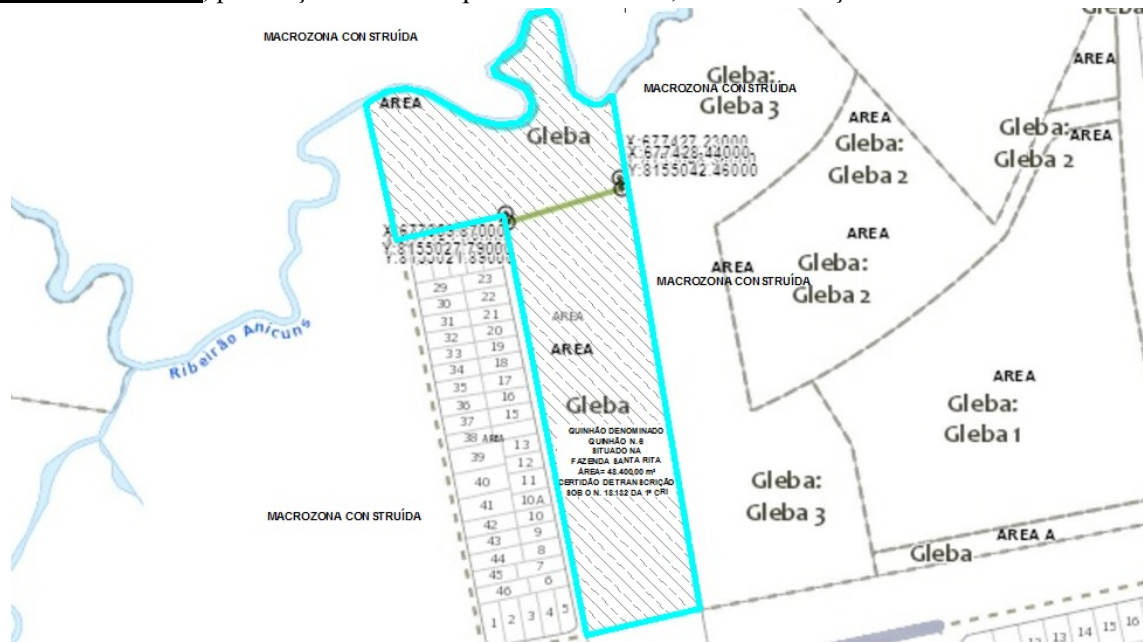 MACROZONA CONSTRUÍDA
AREA
Gleba
MACROZONA CONSTRUÍDA
Gleba:
Gleba 3
X:677427.23000
X:677428.44000
Y:8155042.46000
AREA
Gleba:
Gleba 2
AREA
Gleba:
Gleba 2
AREA
Y:8155027.79000
Y:8155021.89000
AREA
Gleba:
Gleba 2
AREA
MACROZONA CONSTRUÍDA
Ribeirão Anicuns
29 23
30 22
31 21
32 20
33 19
34 18
35 17
36 16
37 15
38 AREA 13
39 12
40 11
41 10A
42 10
43 9
44 8
45 7
46 6
1 2 3 4 5
AREA
AREA
Gleba
QUINHÃO DENOMINADO
QUINHÃO N. 6
SITUADO NA
FAZENDA SANTA RITA
ÁREA= 48.400,00 m²
CERTIDÃO DE TRANSCRIÇÃO
SOB O N. 18.132 DA 1ª CRI
MACROZONA CONSTRUÍDA
AREA
Gleba:
Gleba 1
Gleba:
Gleba 3
Gleba
AREA A
12 13 14 15 16